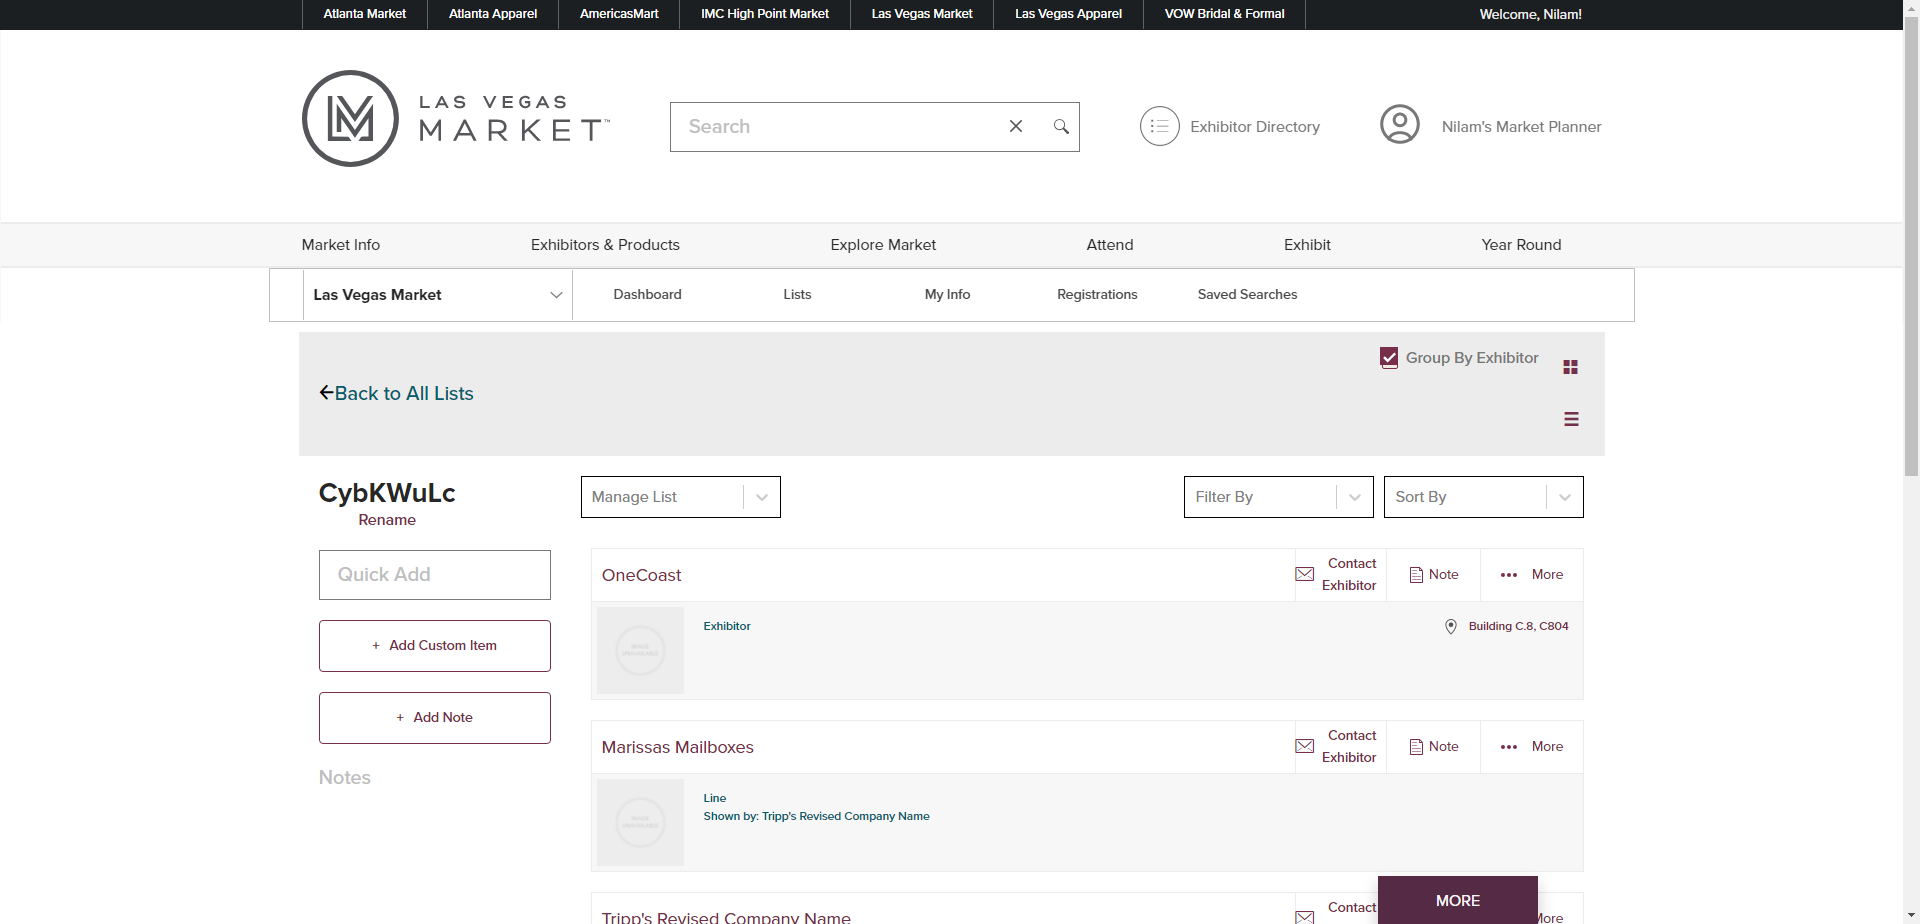 Atlanta Market
Atlanta Apparel
AmericasMart
IMC High Point Market
Las Vegas Market
Las Vegas Apparel
VOW Bridal & Formal
Welcome, Nilam!
LAS VEGAS
MARKET™
Search
Exhibitor Directory
Nilam's Market Planner
Market Info
Exhibitors & Products
Explore Market
Attend
Exhibit
Year Round
Las Vegas Market
Dashboard
Lists
My Info
Registrations
Saved Searches
Group By Exhibitor
Back to All Lists
CybKWuLc
Rename
Manage List
Filter By
Sort By
Quick Add
+ Add Custom Item
+ Add Note
Notes
OneCoast
Contact
Exhibitor
Note
More
IMAGE
UNAVAILABLE
Exhibitor
Building C.8, C804
Marissas Mailboxes
Contact
Exhibitor
Note
More
IMAGE
UNAVAILABLE
Line
Shown by: Tripp's Revised Company Name
Tripp's Revised Company Name
Contact
More
MORE